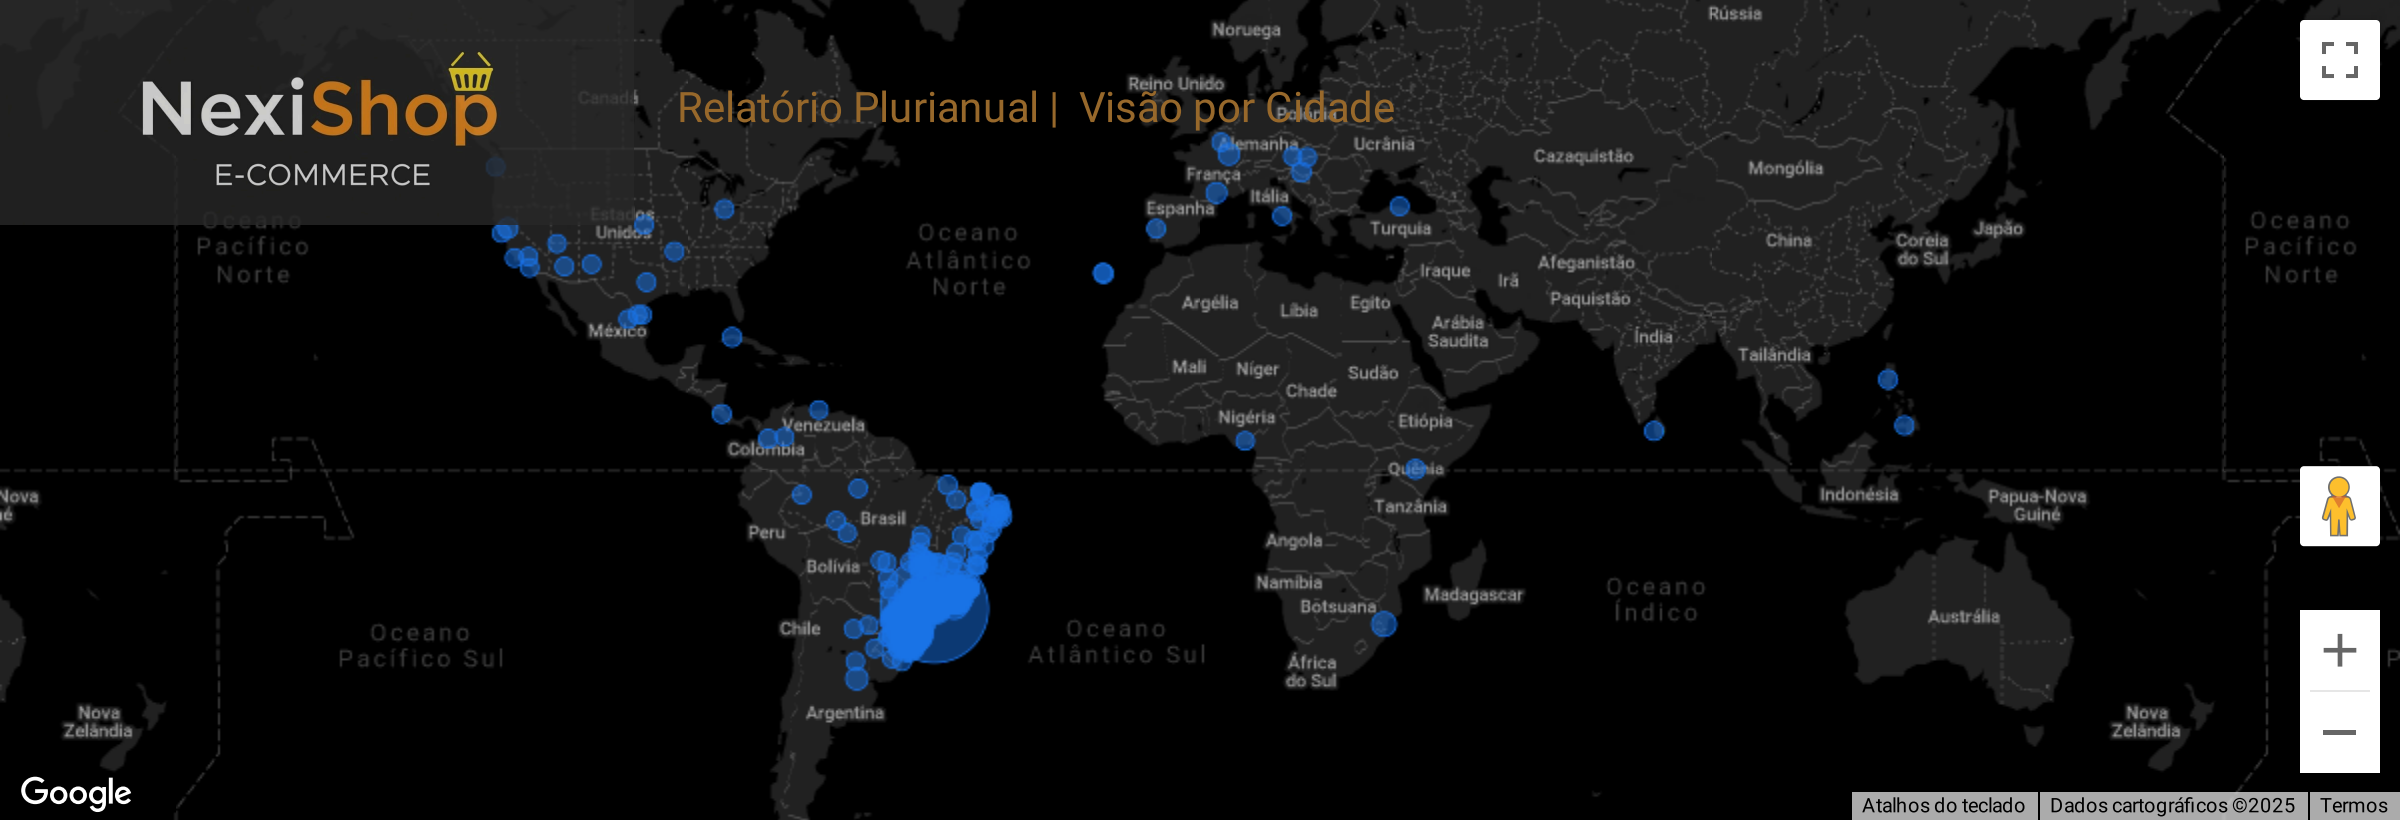 NexiShop
E-COMMERCE
Relatório Plurianual | Visão por Cidade
Rússia
Noruega
Reino Unido
Canadá
Polônia
Alemanha
Ucrânia
Cazaquistão
Mongólia
França
Itália
Espanha
Turquia
Estados
Unidos
Oceano
Pacífico
Norte
Oceano
Atlântico
Norte
China
Coreia
do Sul
Japão
Oceano
Pacífico
Norte
Afeganistão
Iraque
Irã
Paquistão
Argélia
Líbia
Egito
Arábia
Saudita
México
Índia
Tailândia
Mali
Níger
Chade
Sudão
Nigéria
Etiópia
Venezuela
Colômbia
Quênia
Nova
né
Brasil
Peru
Tanzânia
Indonésia
Papua-Nova
Guiné
Angola
Bolívia
Namíbia
Botsuana
Madagascar
Oceano
Índico
Austrália
Chile
Oceano
Pacífico Sul
Oceano
Atlântico Sul
P
África
do Sul
Nova
Zelândia
Argentina
Nova
Zelândia
Google
Atalhos do teclado
Dados cartográficos ©2025
Termos